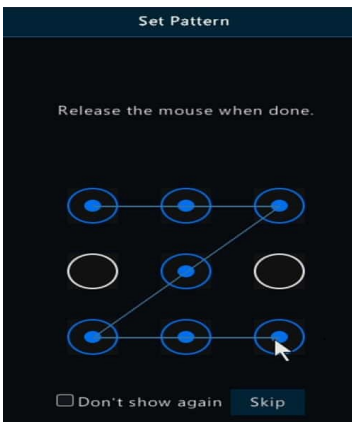 Set Pattern
Release the mouse when done.
Don't show again Skip